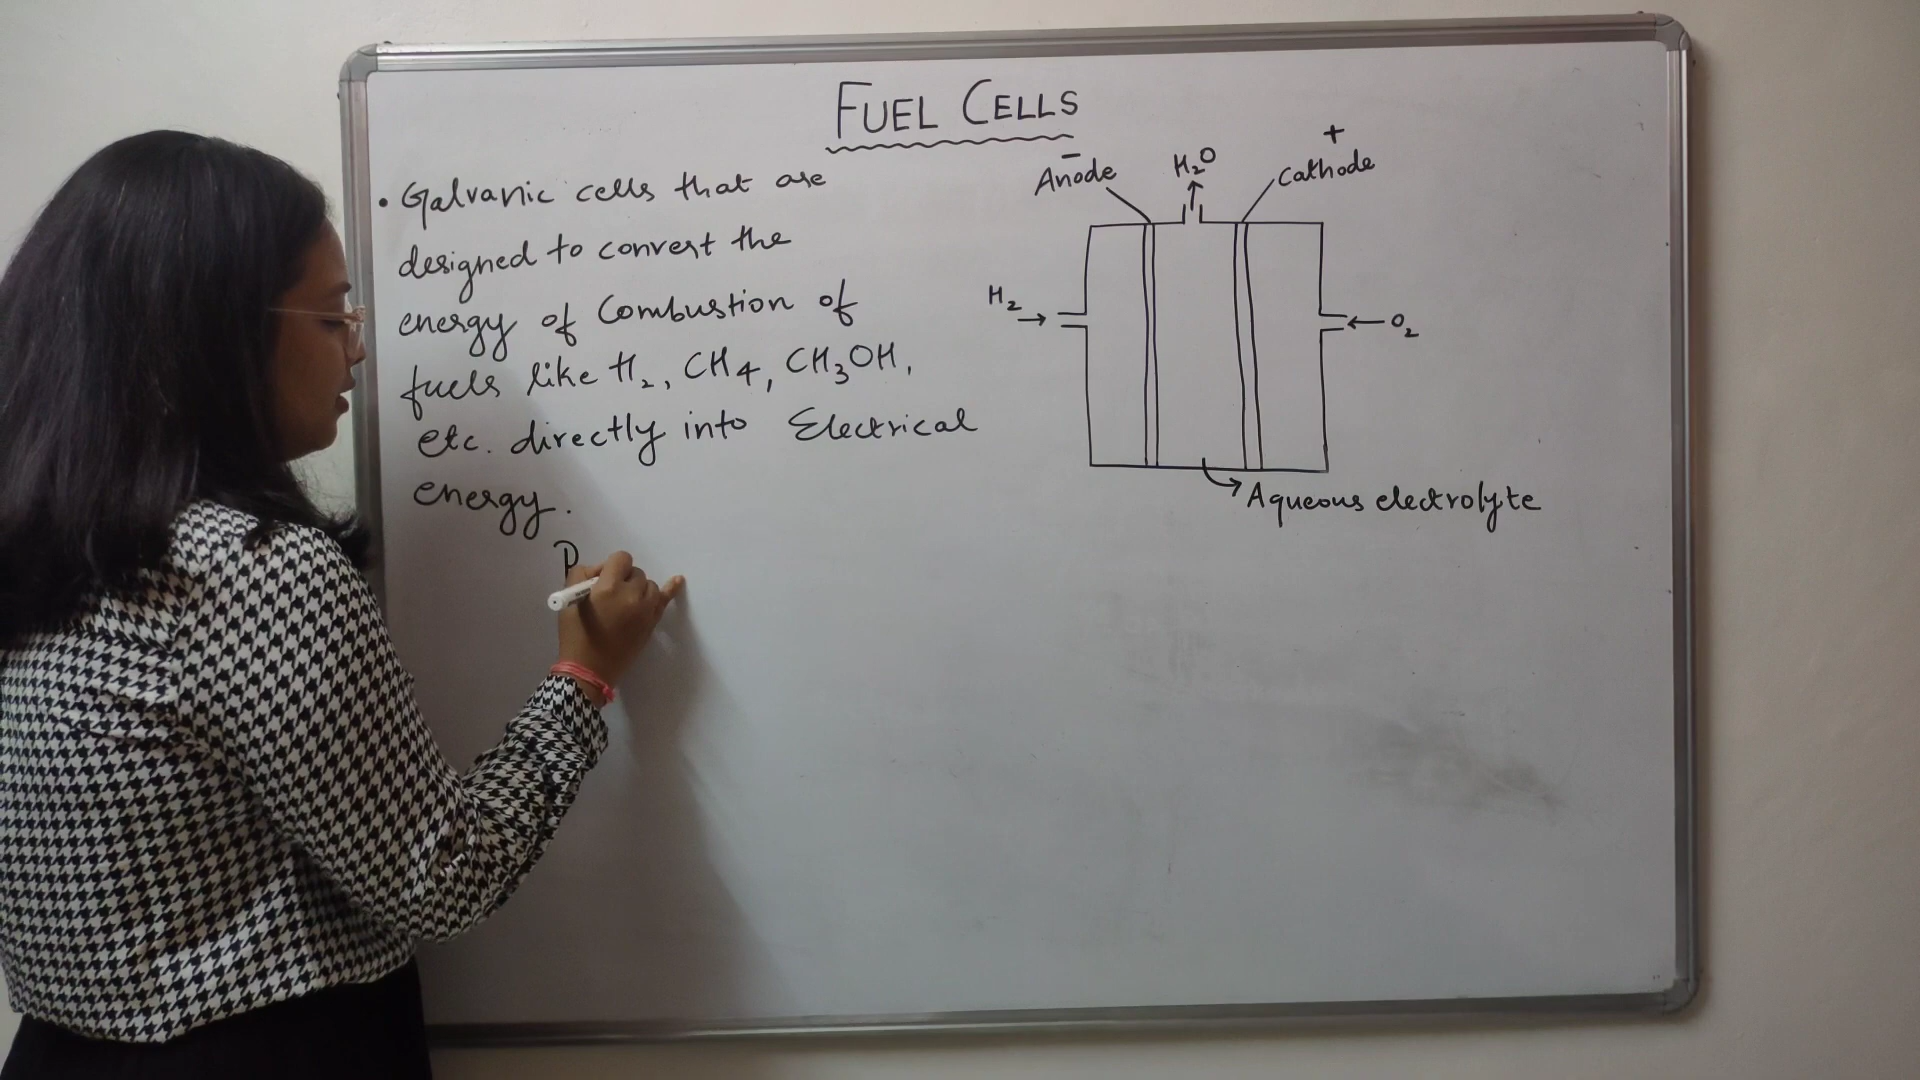 FUEL CELLS
• Galvanic cells that are
designed to convert the
energy of Combustion of
fuels like H₂, CH4, CH₃OH,
etc. directly into Electrical
energy.
P
−
+
Anode
H₂O
Cathode
H₂ →
← O₂
Aqueous electrolyte